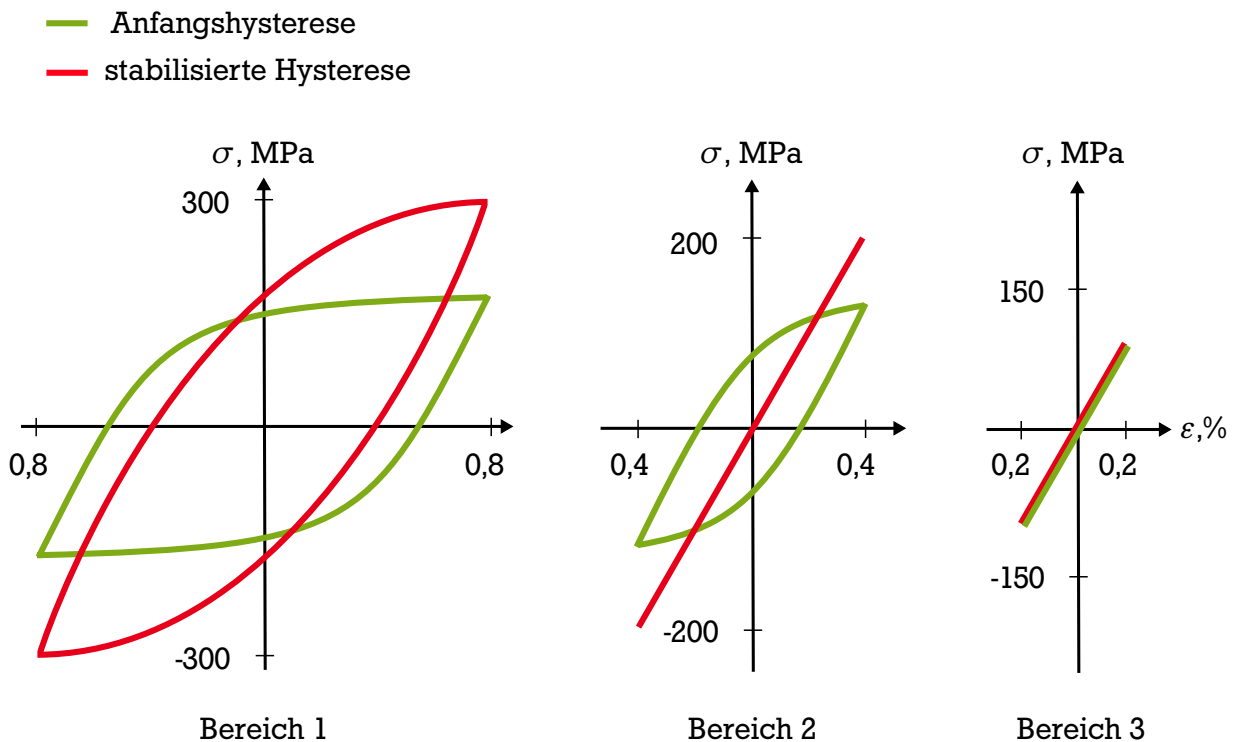 Anfangshysterese
stabilisierte Hysterese
σ, MPa
300
0,8
0,8
-300
Bereich 1
σ, MPa
200
0,4
0,4
-200
Bereich 2
σ, MPa
150
ε,%
0,2
0,2
-150
Bereich 3